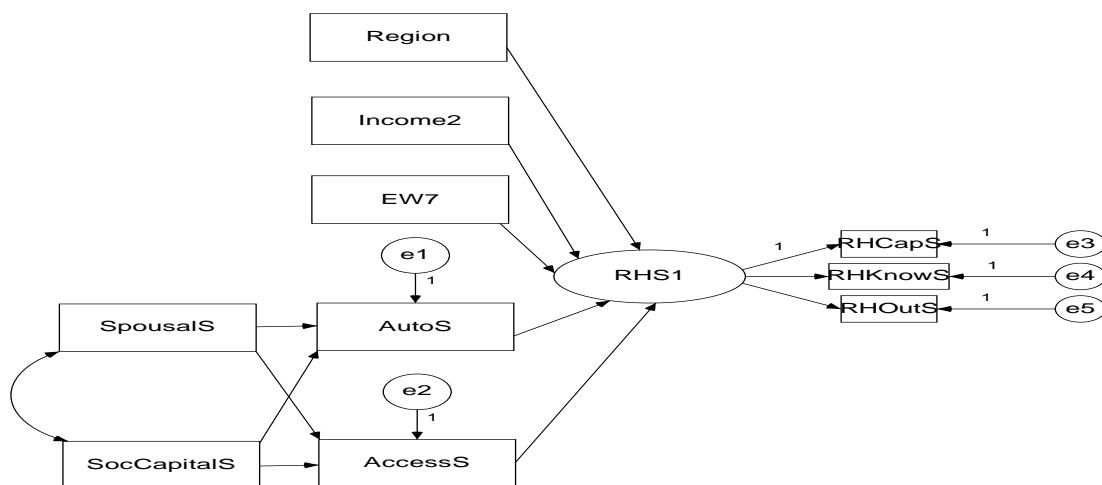 Region
Income2
EW7
e1
1
SpousalS
AutoS
e2
1
SocCapitalS
AccessS
RHS1
1
RHCapS
1
e3
RHKnowS
1
e4
RHOutS
1
e5